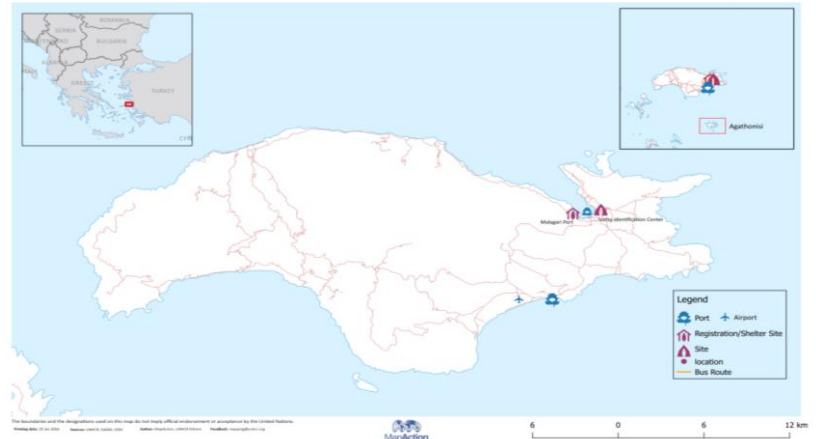 ROMANIA
SERBIA
BULGARIA
GREECE
TURKEY
Agathonisi
Malagari Port
Vathy Identification Center
Legend
Port
Airport
Registration/Shelter Site
Site
location
Bus Route
The boundaries and the designations used on this map do not imply official endorsement or acceptance by the United Nations.
MapAction
6 0 6 12 km